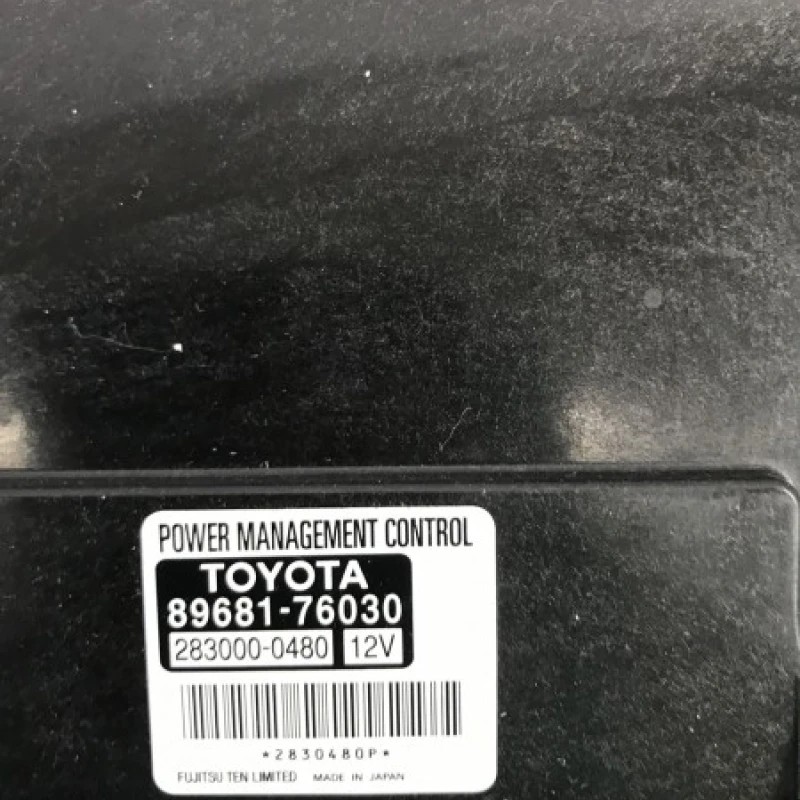 POWER MANAGEMENT CONTROL
TOYOTA
89681-76030
283000-0480 12V
*2830480P*
FUJITSU TEN LIMITED MADE IN JAPAN